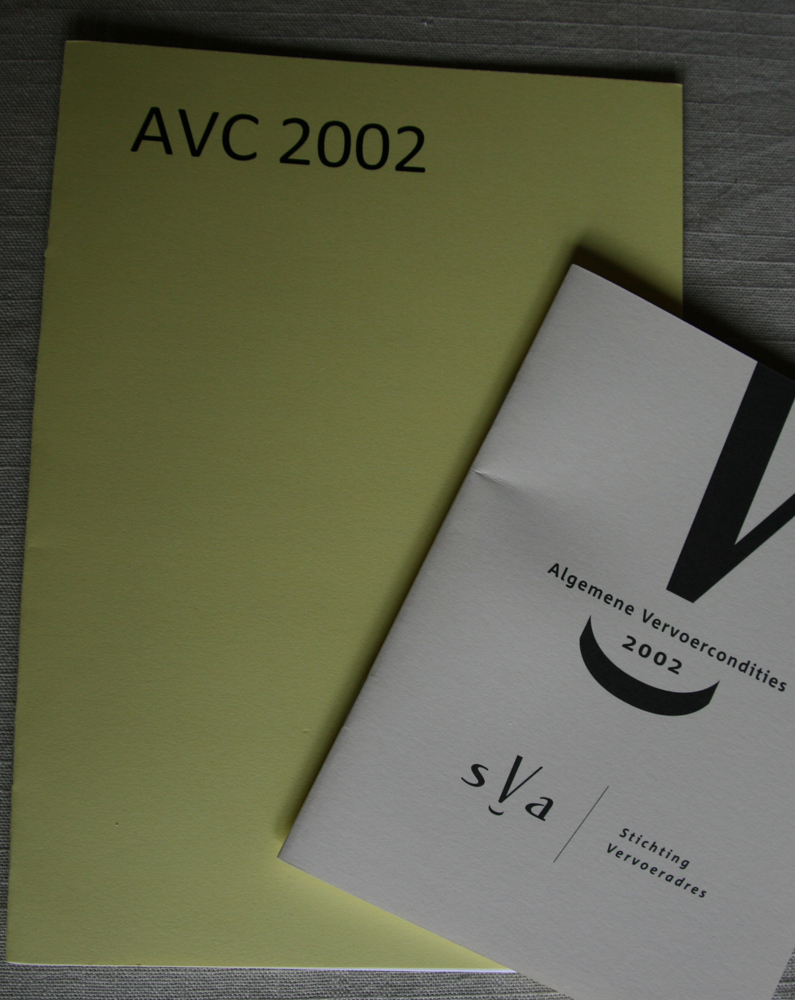 AVC 2002
V
Algemene Vervoercondities
2002
sVa
Stichting
Vervoeradres